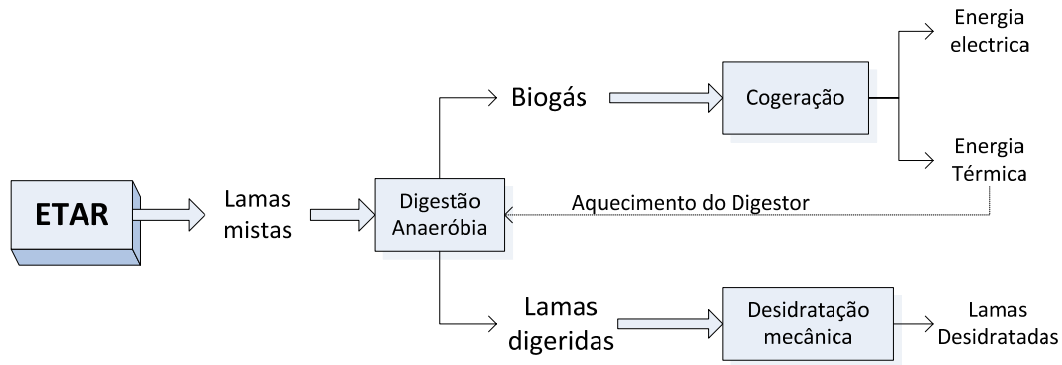 ETAR
Lamas
mistas
Digestão
Anaeróbia
Biogás
Cogeração
Energia
electrica
Energia
Térmica
Aquecimento do Digestor
Lamas
digeridas
Desidratação
mecânica
Lamas
Desidratadas